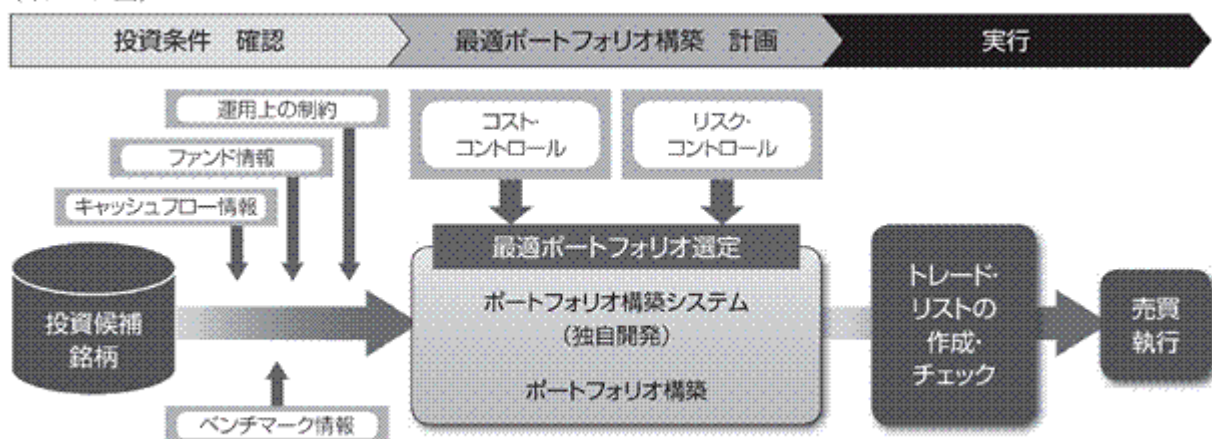 投資条件 確認
最適ポートフォリオ構築 計画
実行
運用上の制約
ファンド情報
キャッシュフロー情報
コスト・
コントロール
リスク・
コントロール
投資候補
銘柄
ベンチマーク情報
最適ポートフォリオ選定
ポートフォリオ構築システム
(独自開発)
ポートフォリオ構築
トレード・
リストの
作成・
チェック
売買
執行